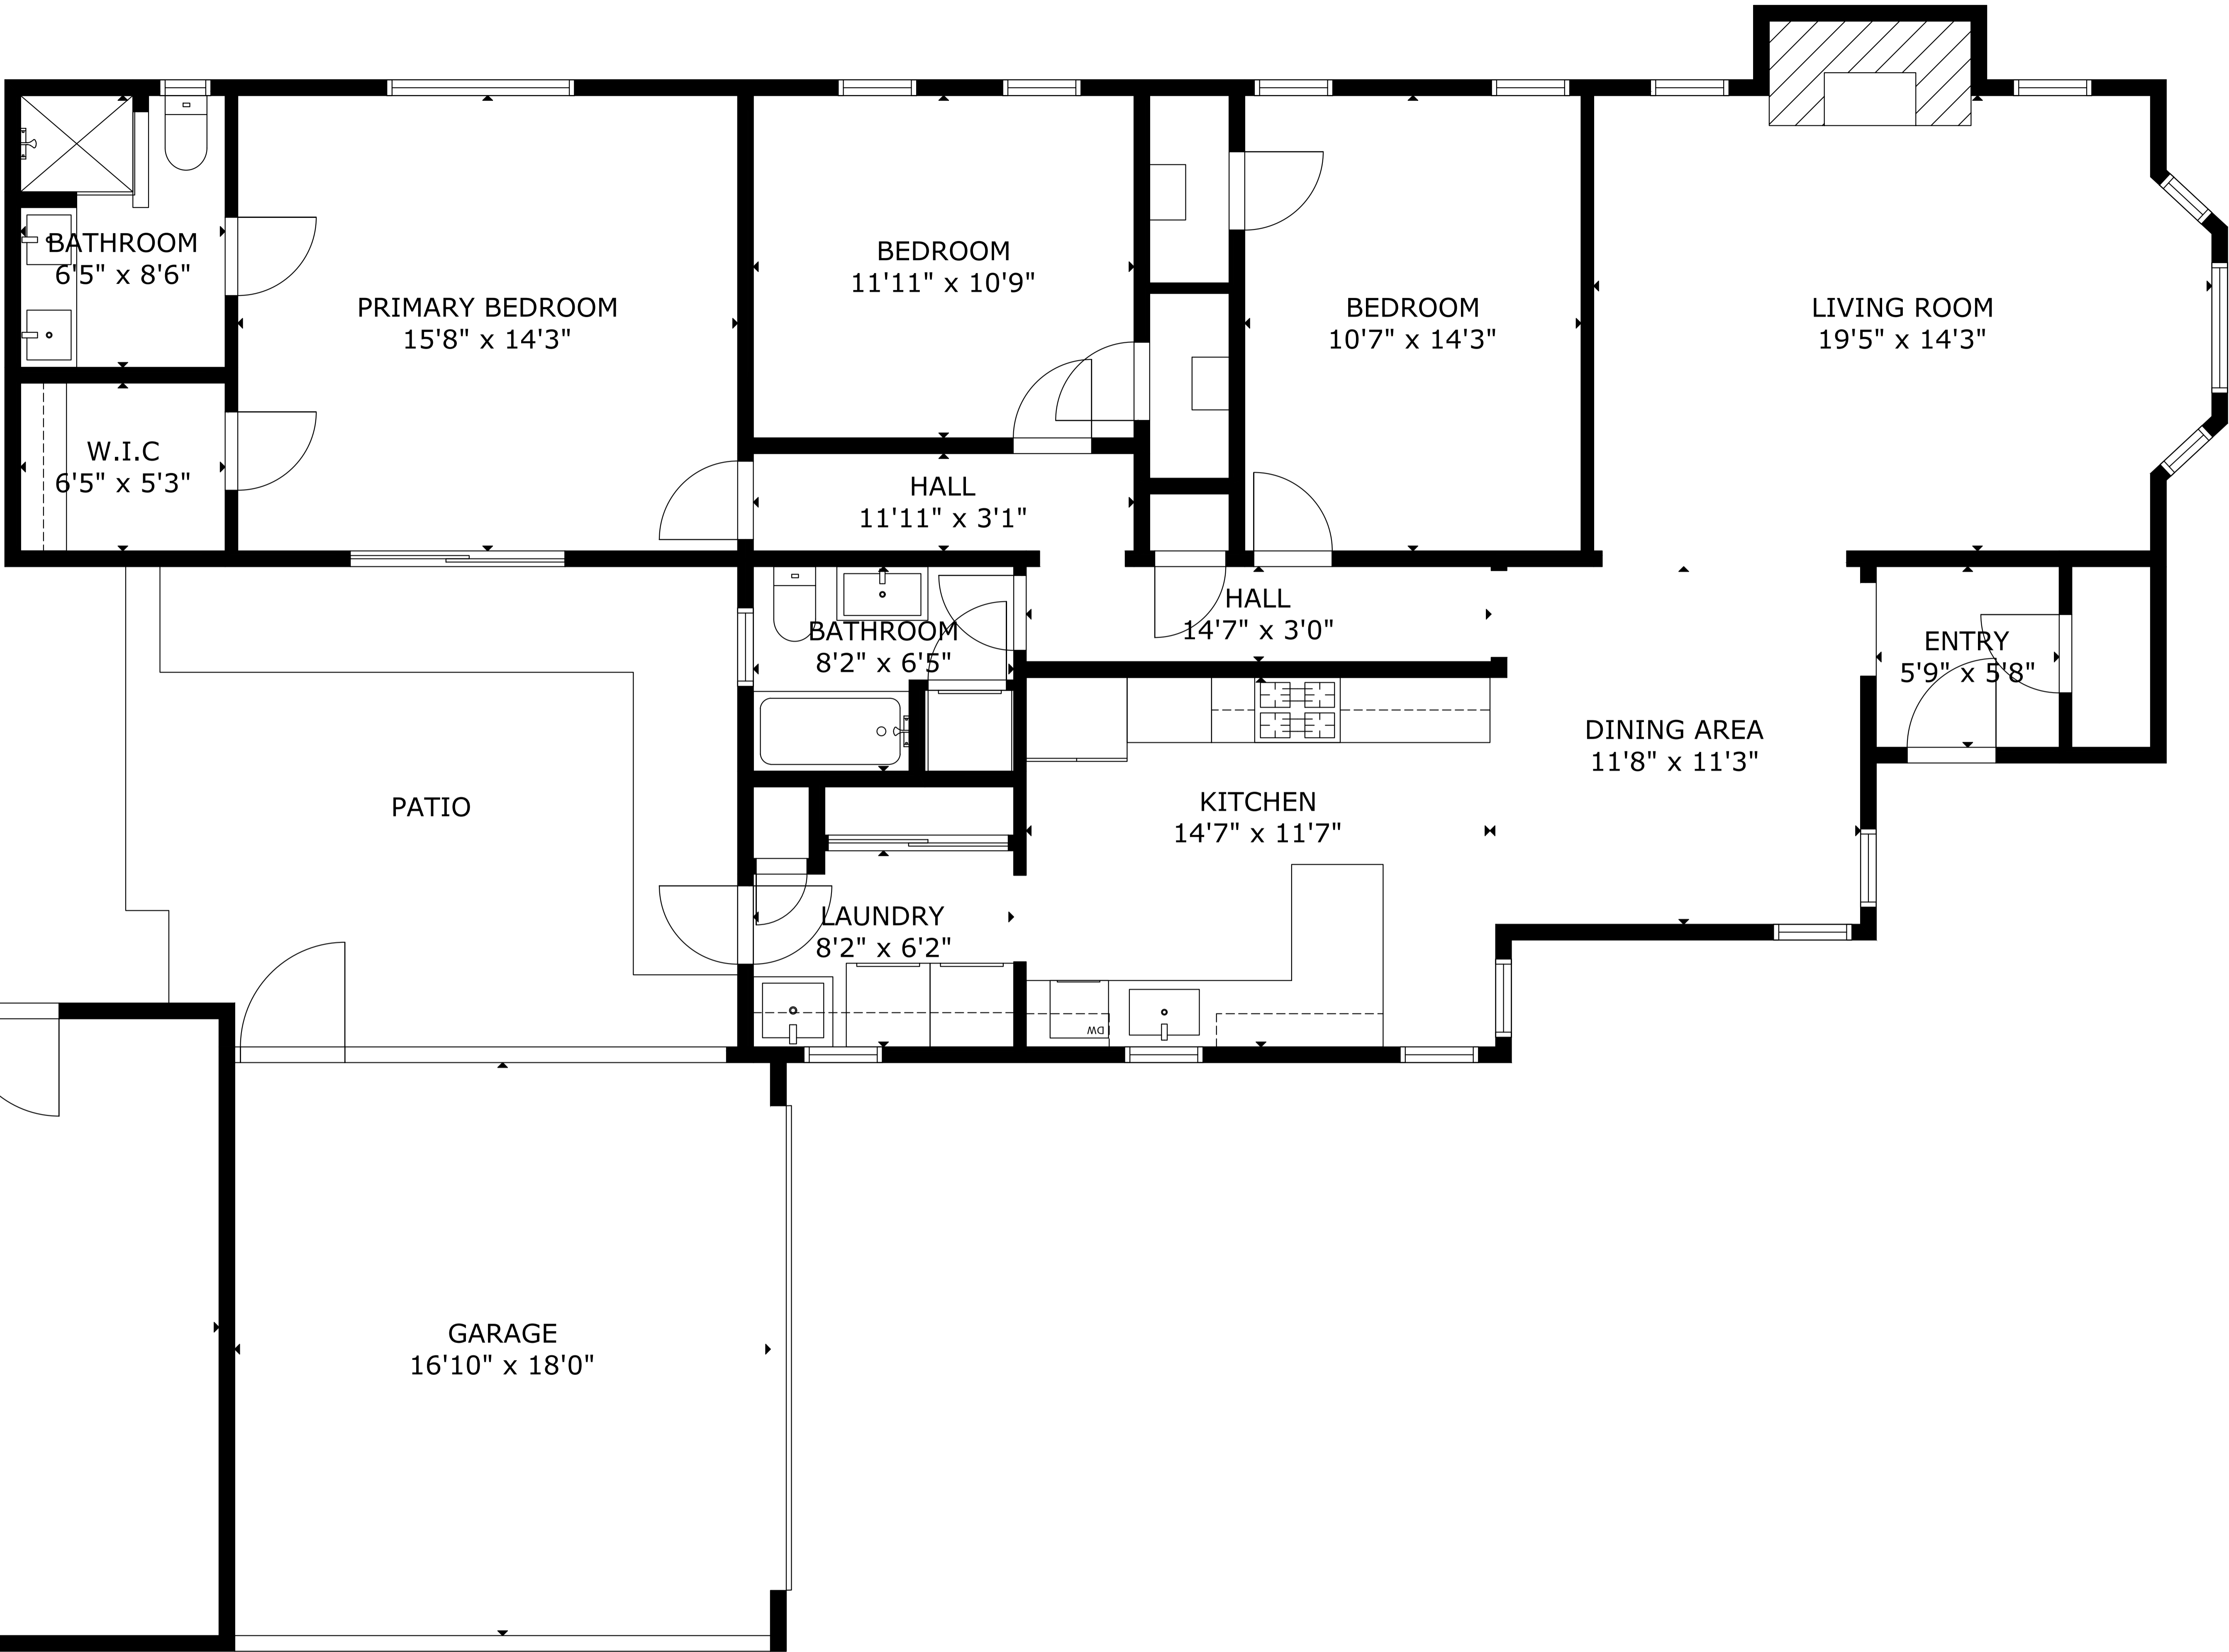 BATHROOM
6'5" x 8'6"
PRIMARY BEDROOM
15'8" x 14'3"
BEDROOM
11'11" x 10'9"
BEDROOM
10'7" x 14'3"
LIVING ROOM
19'5" x 14'3"
W.I.C
6'5" x 5'3"
HALL
11'11" x 3'1"
HALL
14'7" x 3'0"
BATHROOM
8'2" x 6'5"
ENTRY
5'9" x 5'8"
DINING AREA
11'8" x 11'3"
PATIO
KITCHEN
14'7" x 11'7"
LAUNDRY
8'2" x 6'2"
DW
GARAGE
16'10" x 18'0"